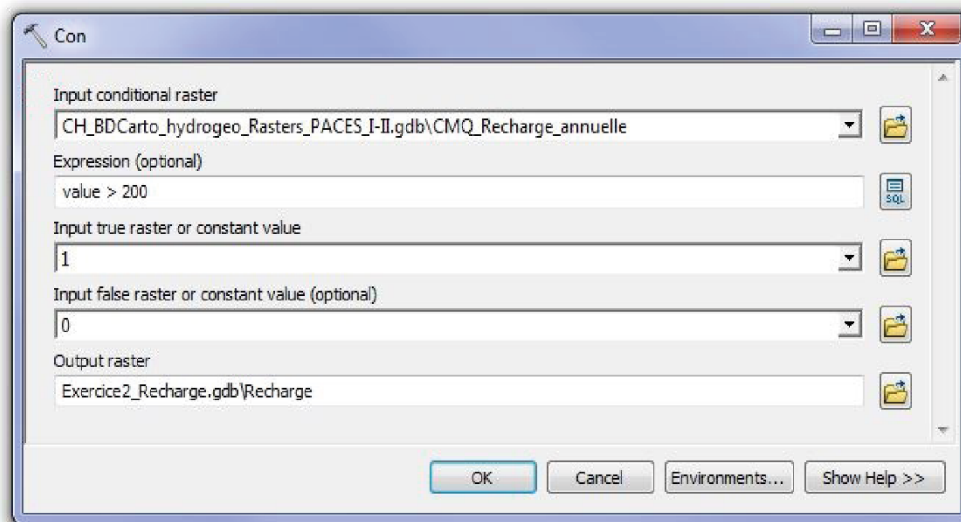 Con
Input conditional raster
CH_BDCarto_hydrogeo_Rasters_PACES_I-II.gdb\CMQ_Recharge_annuelle
Expression (optional)
value > 200
SQL
Input true raster or constant value
1
Input false raster or constant value (optional)
0
Output raster
Exercice2_Recharge.gdb\Recharge
OK Cancel Environments... Show Help >>